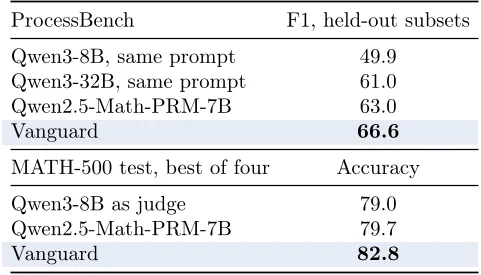 ProcessBench F1, held-out subsets
Qwen3-8B, same prompt 49.9
Qwen3-32B, same prompt 61.0
Qwen2.5-Math-PRM-7B 63.0
Vanguard 66.6
MATH-500 test, best of four Accuracy
Qwen3-8B as judge 79.0
Qwen2.5-Math-PRM-7B 79.7
Vanguard 82.8